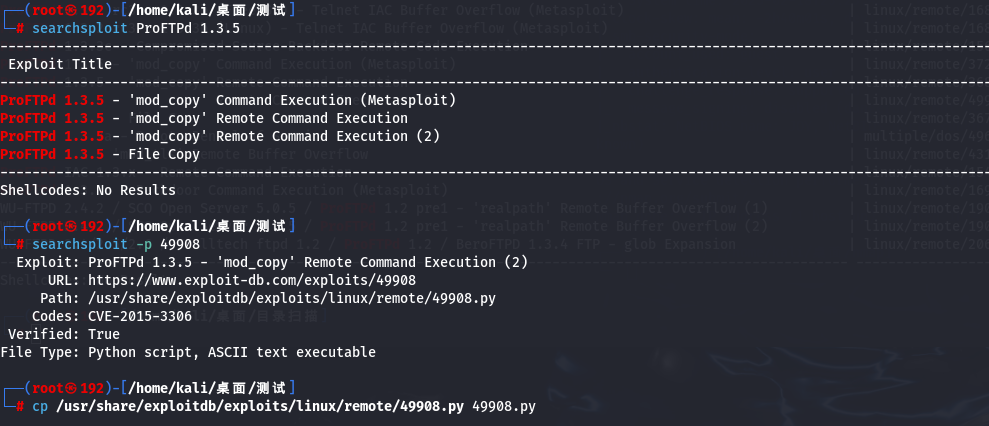 ┌──(root㉿192)-[/home/kali/桌面/测试]
└─# searchsploit ProFTPd 1.3.5
Exploit Title
ProFTPd 1.3.5 - 'mod_copy' Command Execution (Metasploit)
ProFTPd 1.3.5 - 'mod_copy' Remote Command Execution
ProFTPd 1.3.5 - 'mod_copy' Remote Command Execution (2)
ProFTPd 1.3.5 - File Copy
Shellcodes: No Results
┌──(root㉿192)-[/home/kali/桌面/测试]
└─# searchsploit -p 49908
Exploit: ProFTPd 1.3.5 - 'mod_copy' Remote Command Execution (2)
URL: https://www.exploit-db.com/exploits/49908
Path: /usr/share/exploitdb/exploits/linux/remote/49908.py
Codes: CVE-2015-3306
Verified: True
File Type: Python script, ASCII text executable
┌──(root㉿192)-[/home/kali/桌面/测试]
└─# cp /usr/share/exploitdb/exploits/linux/remote/49908.py 49908.py